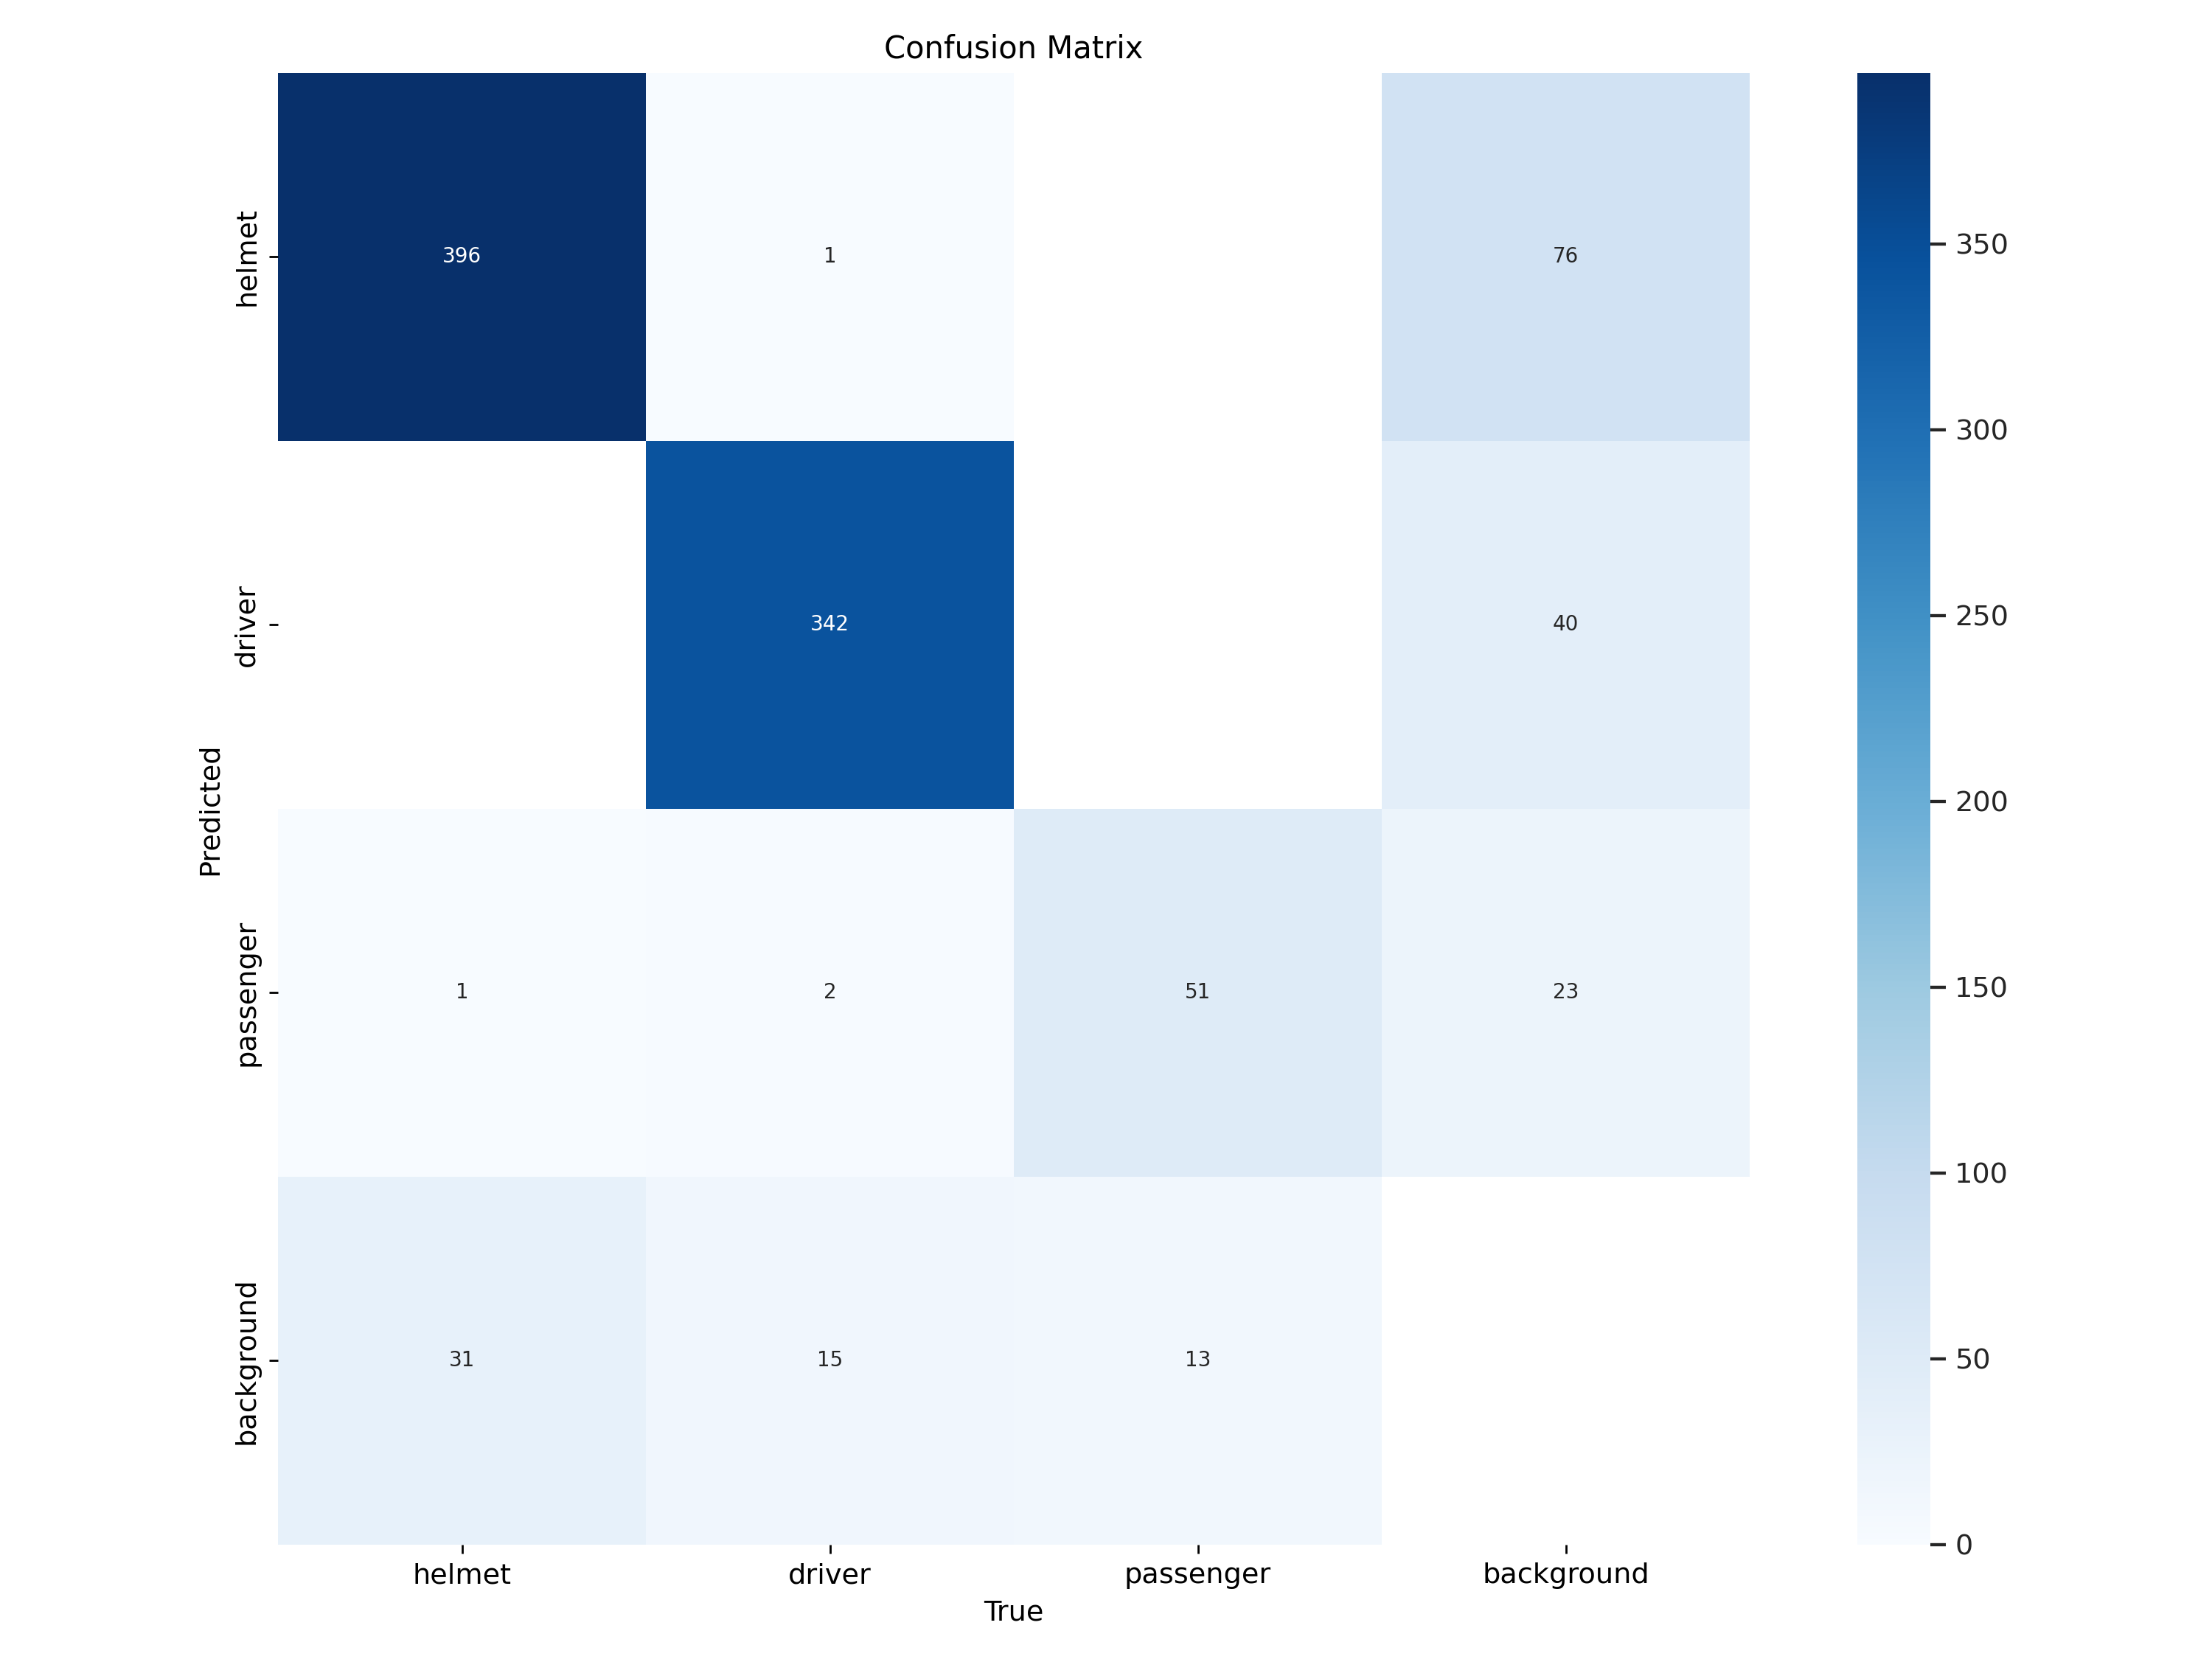 Confusion Matrix
helmet
396
1
76
driver
342
40
passenger
1
2
51
23
background
31
15
13
Predicted
helmet
driver
passenger
background
True
350
300
250
200
150
100
50
0